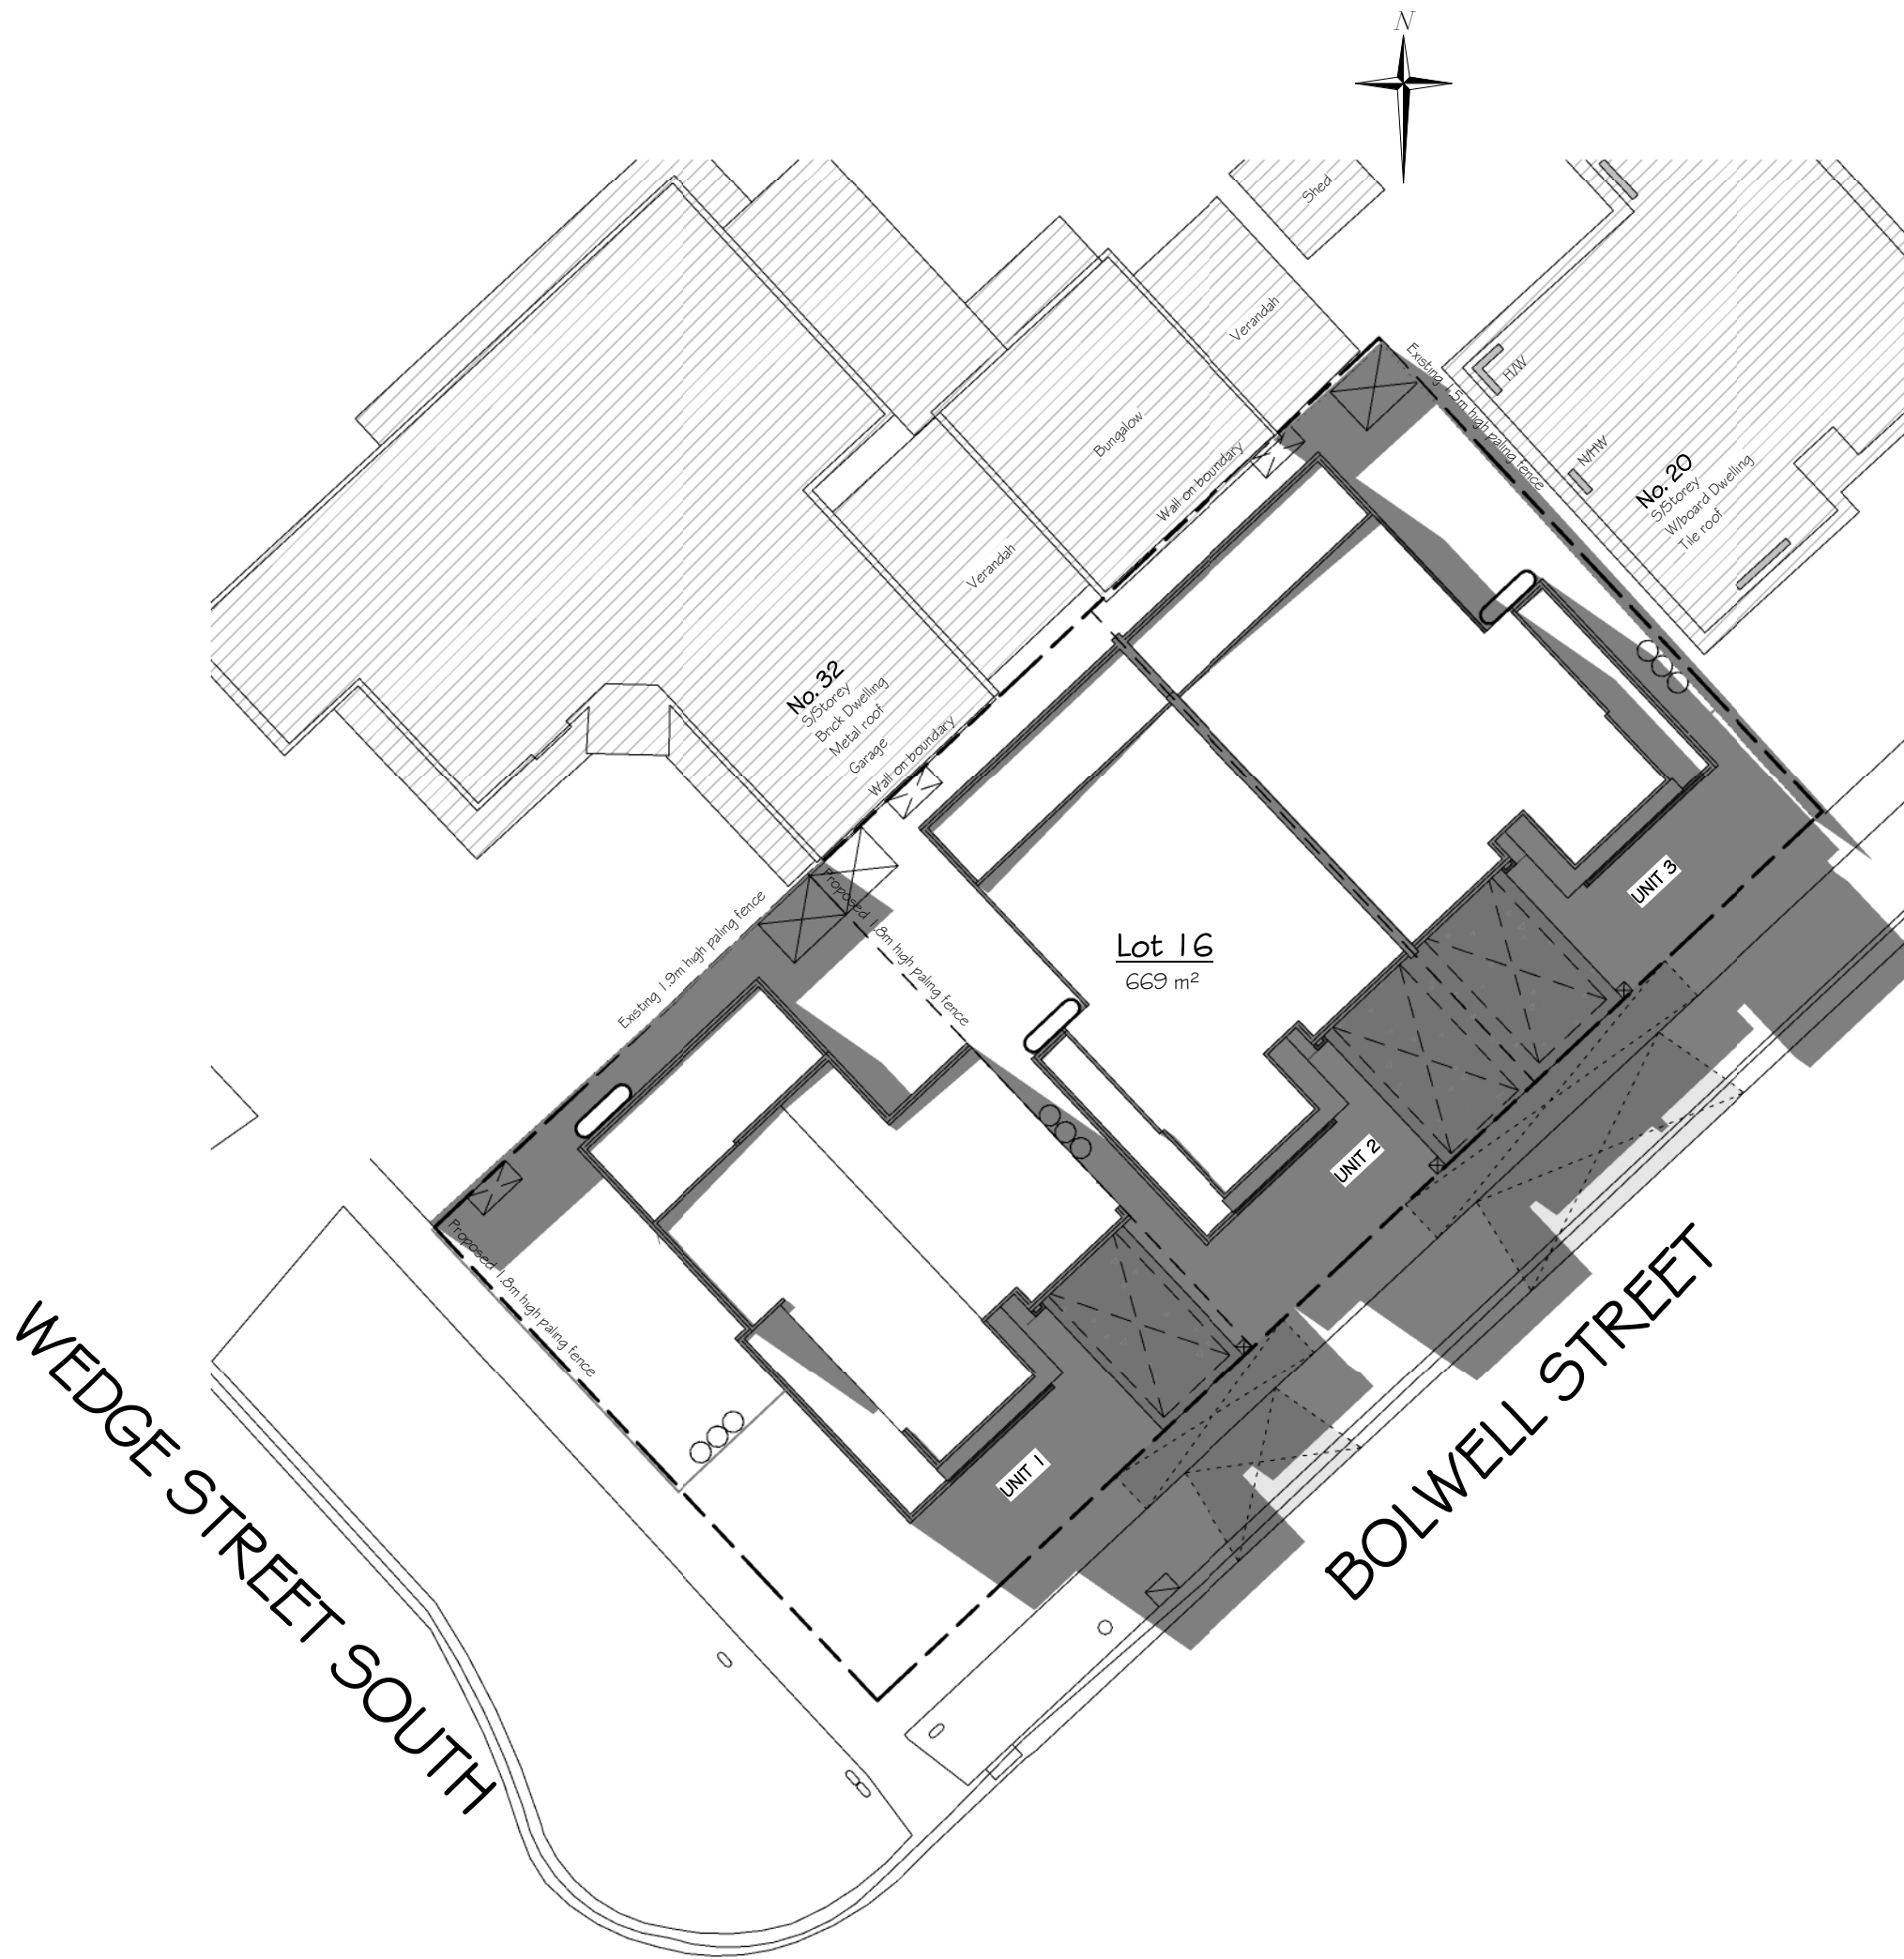 N
Shed
Verandah
Existing 1.5m high paling fence
H/W
Bungalow
N/HW
No. 20
S/Storey
W/board Dwelling
Tile roof
Wall on boundary
Verandah
No. 32
S/Storey
Brick Dwelling
Metal roof
Garage
Wall on boundary
Existing 1.9m high paling fence
Proposed 1.8m high paling fence
Lot 16
669 m²
UNIT 3
UNIT 2
UNIT 1
Proposed 1.8m high paling fence
WEDGE STREET SOUTH
BOLWELL STREET